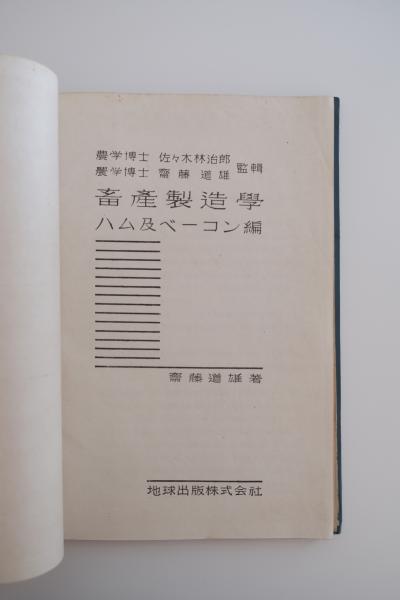 農学博士 佐々木林治郎
農学博士 齋藤道雄 監輯
畜產製造學
ハム及ベーコン編
齋藤道雄著
地球出版株式会社